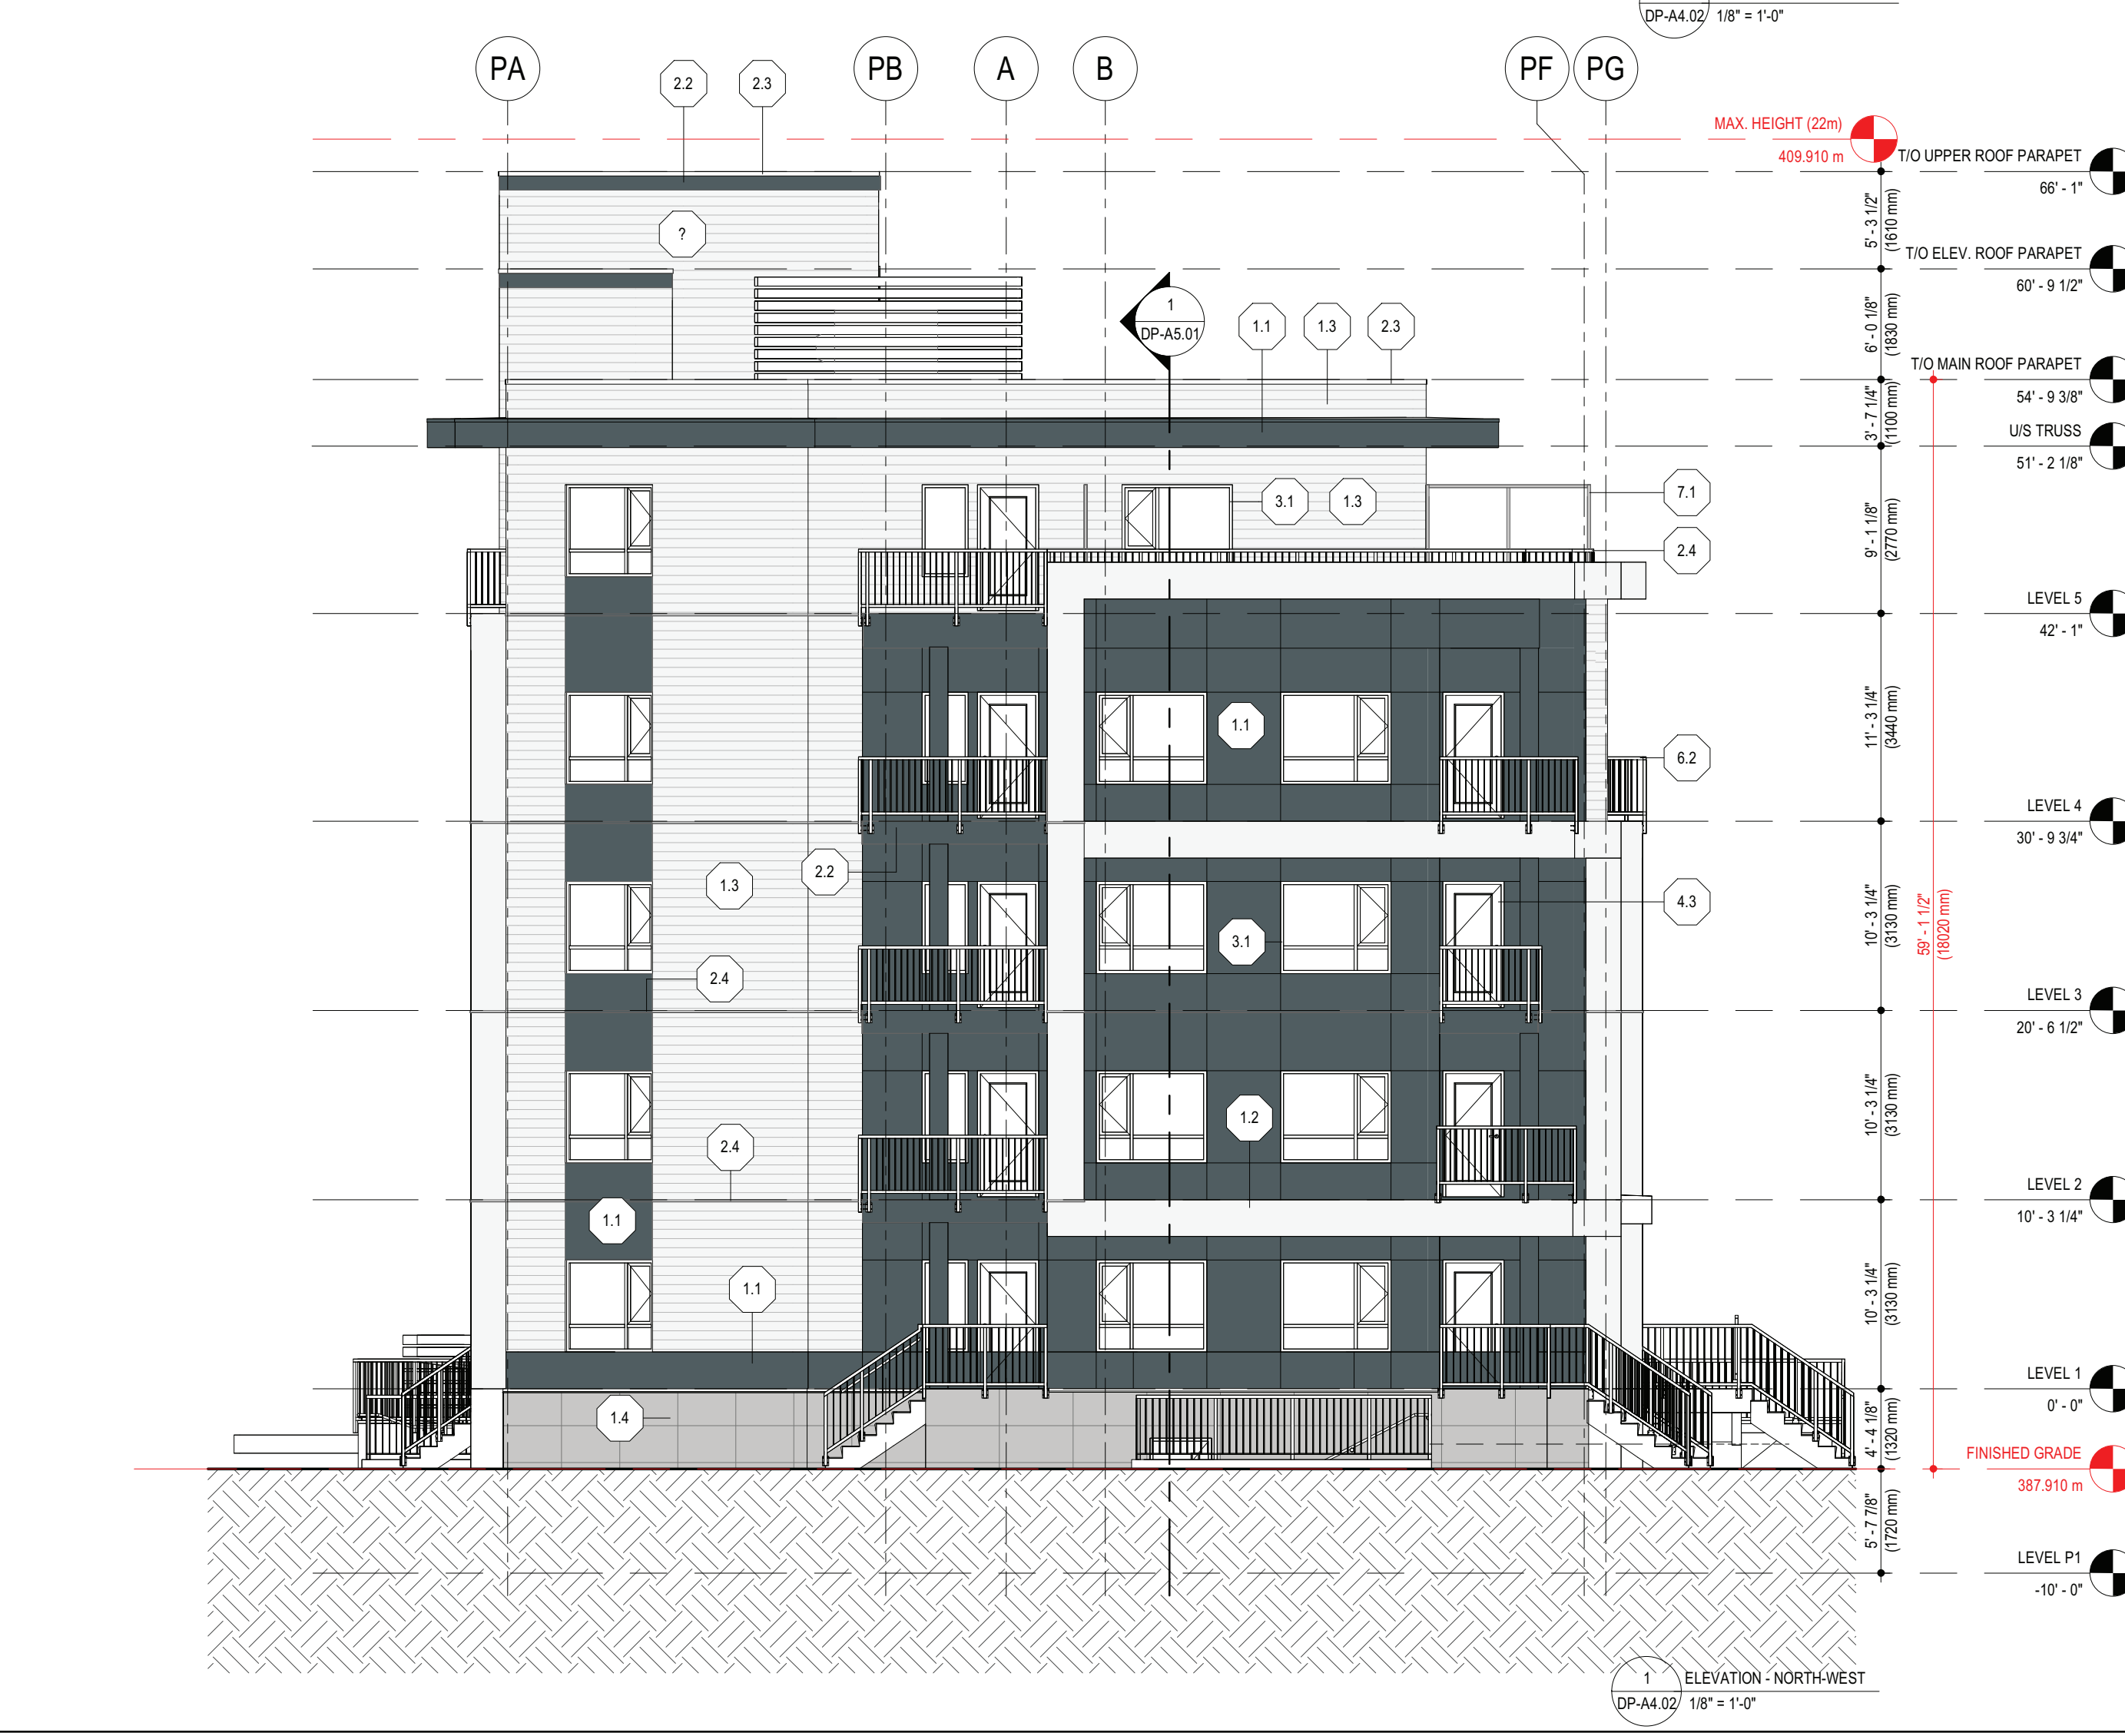 DP-A4.02 1/8" = 1'-0"
PA
2.2
2.3
PB
A
B
PF
PG
MAX. HEIGHT (22m)
409.910 m
T/O UPPER ROOF PARAPET
66' - 1"
5' - 3 1/2"
(1610 mm)
?
T/O ELEV. ROOF PARAPET
60' - 9 1/2"
1
DP-A5.01
1.1
1.3
2.3
6' - 0 1/8"
(1830 mm)
T/O MAIN ROOF PARAPET
54' - 9 3/8"
3' - 7 1/4"
(1100 mm)
U/S TRUSS
51' - 2 1/8"
3.1
1.3
7.1
2.4
9' - 1 1/8"
(2770 mm)
LEVEL 5
42' - 1"
1.1
6.2
11' - 3 1/4"
(3440 mm)
LEVEL 4
30' - 9 3/4"
2.2
1.3
4.3
3.1
10' - 3 1/4"
(3130 mm)
59' - 1 1/2"
(18020 mm)
2.4
LEVEL 3
20' - 6 1/2"
1.2
2.4
10' - 3 1/4"
(3130 mm)
LEVEL 2
10' - 3 1/4"
1.1
1.1
10' - 3 1/4"
(3130 mm)
LEVEL 1
0' - 0"
1.4
4' - 4 1/8"
(1320 mm)
FINISHED GRADE
387.910 m
5' - 7 7/8"
(1720 mm)
LEVEL P1
-10' - 0"
1 ELEVATION - NORTH-WEST
DP-A4.02 1/8" = 1'-0"